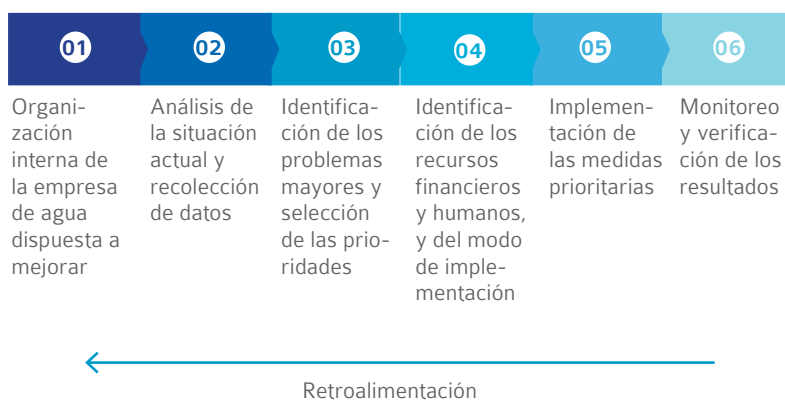 01
Organi-
zación
interna de
la empresa
de agua
dispuesta a
mejorar
02
Análisis de
la situación
actual y
recolección
de datos
03
Identifica-
ción de los
problemas
mayores y
selección
de las prio-
ridades
04
Identifica-
ción de los
recursos
financieros
y humanos,
y del modo
de imple-
mentación
05
Implemen-
tación de
las medidas
prioritarias
06
Monitoreo
y verifica-
ción de los
resultados
Retroalimentación